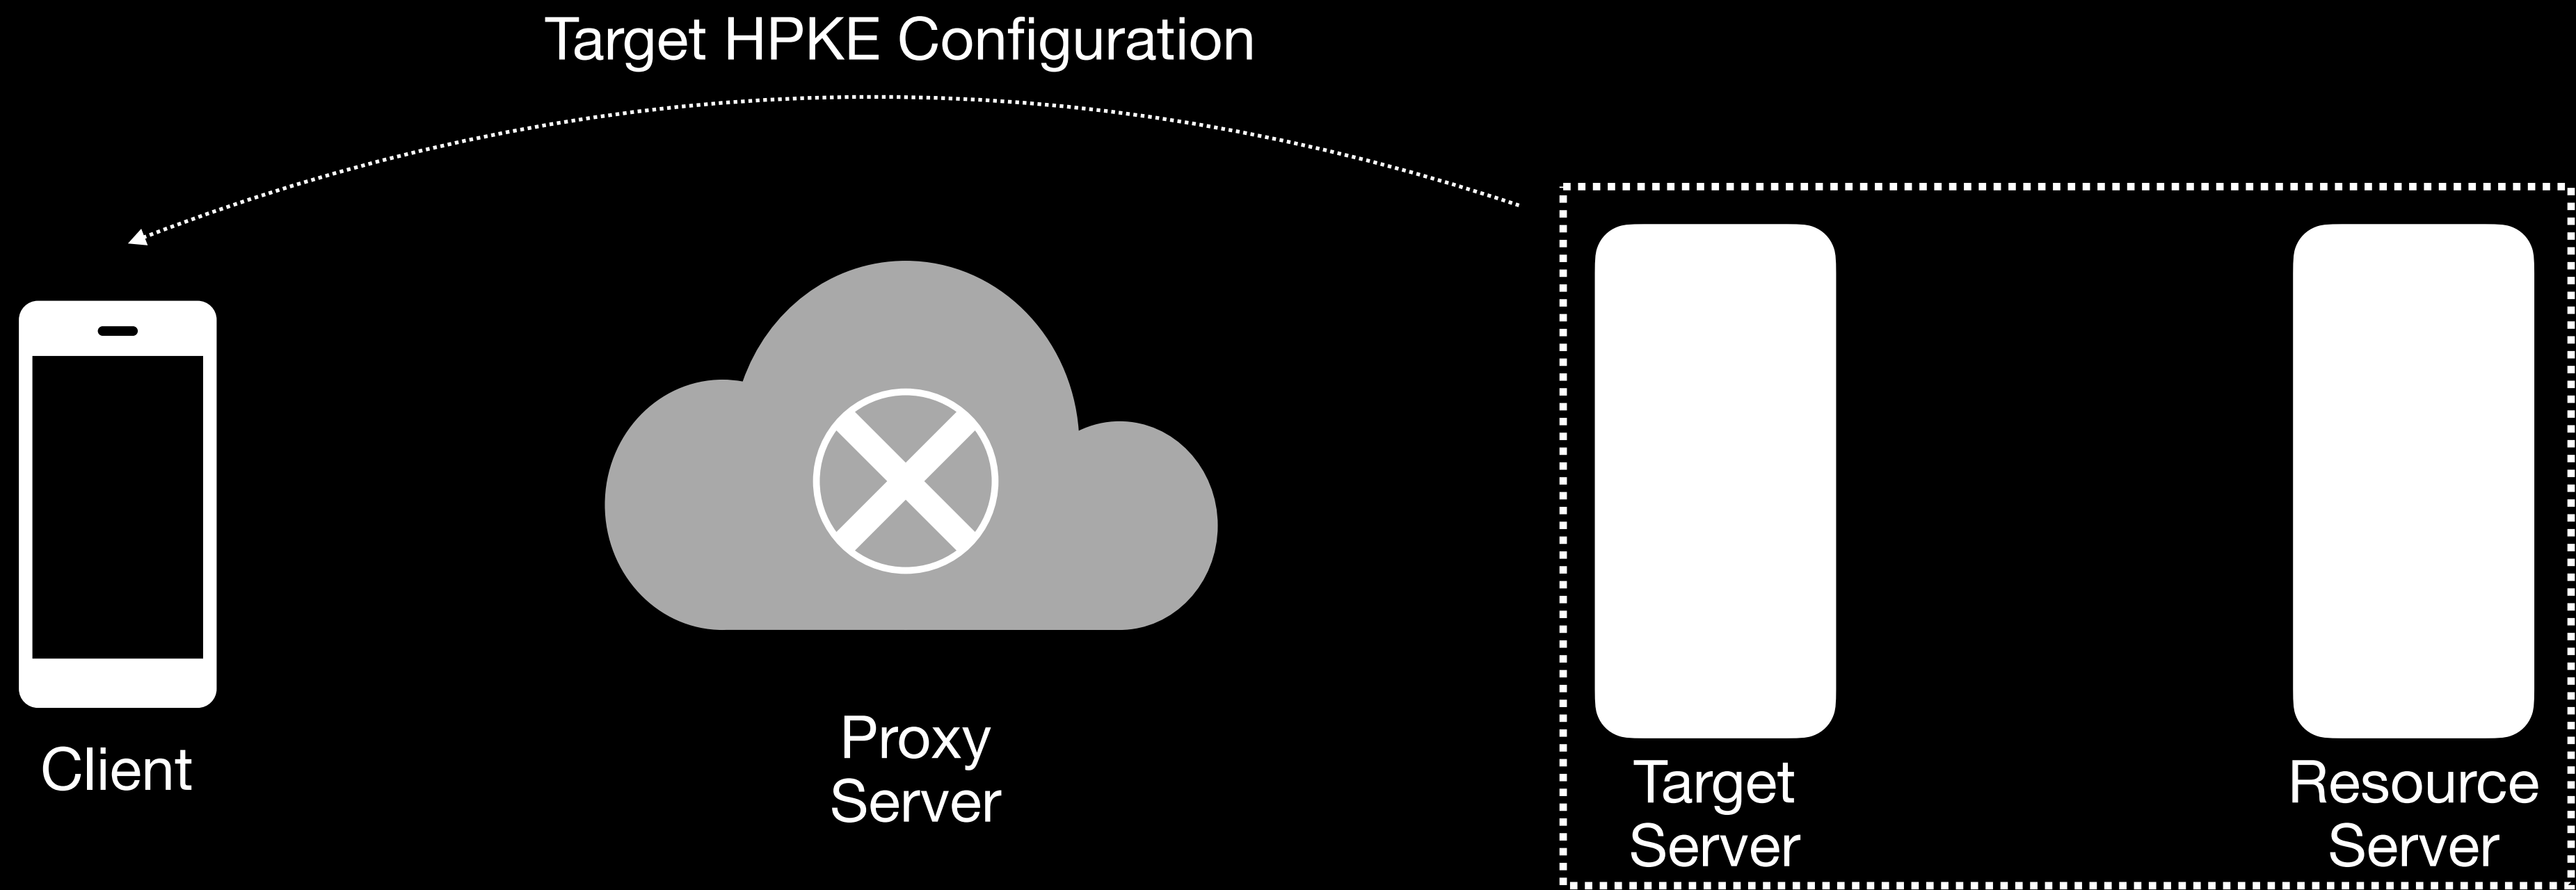 Target HPKE Configuration
Client
Proxy
Server
Target
Server
Resource
Server